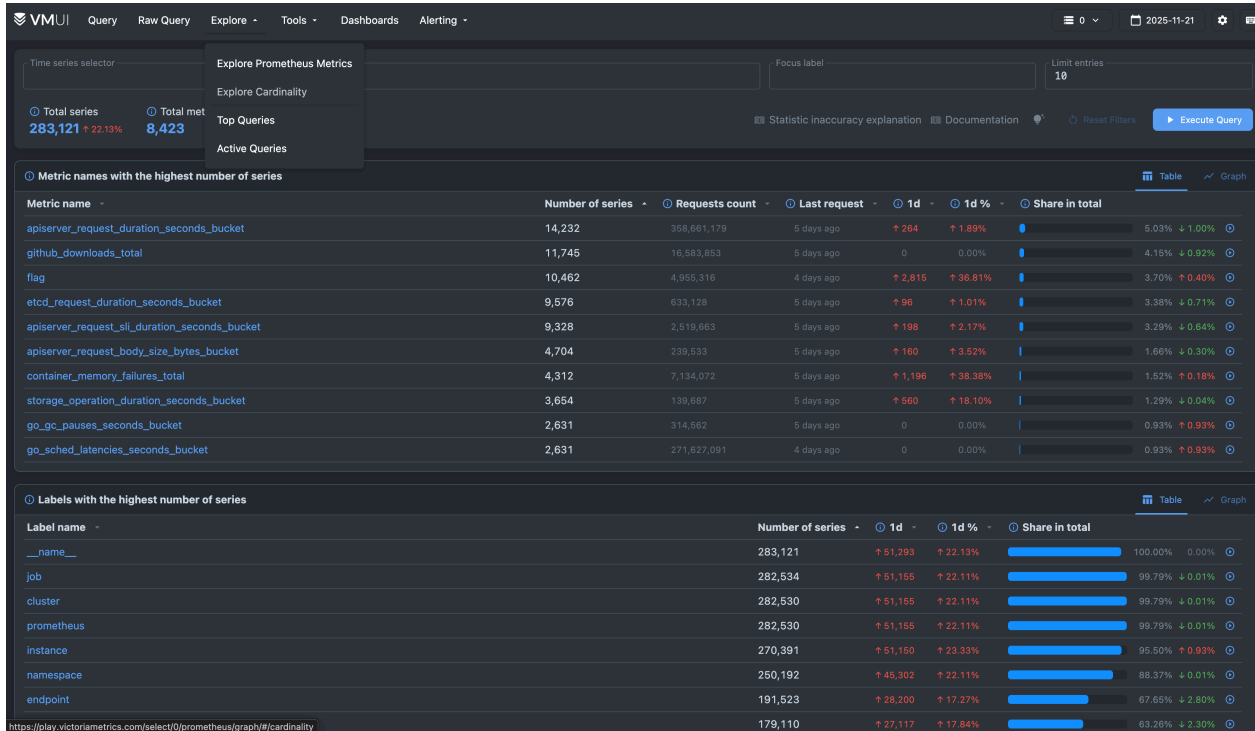 VMUI Query Raw Query Explore Tools Dashboards Alerting 0 2025-11-21
Explore Prometheus Metrics
Explore Cardinality
Top Queries
Active Queries
Time series selector Focus label Limit entries
10
Total series Total met
283,121 ↑ 22.13% 8,423 Statistic inaccuracy explanation Documentation Reset Filters Execute Query
Metric names with the highest number of series Table Graph
Metric name Number of series Requests count Last request 1d 1d % Share in total
apiserver_request_duration_seconds_bucket 14,232 358,661,179 5 days ago ↑ 264 ↑ 1.89% 5.03% ↓ 1.00%
github_downloads_total 11,745 16,583,853 5 days ago 0 0.00% 4.15% ↓ 0.92%
flag 10,462 4,955,316 4 days ago ↑ 2,815 ↑ 36.81% 3.70% ↑ 0.40%
etcd_request_duration_seconds_bucket 9,576 633,128 5 days ago ↑ 96 ↑ 1.01% 3.38% ↓ 0.71%
apiserver_request_sli_duration_seconds_bucket 9,328 2,519,663 5 days ago ↑ 198 ↑ 2.17% 3.29% ↓ 0.64%
apiserver_request_body_size_bytes_bucket 4,704 239,533 5 days ago ↑ 160 ↑ 3.52% 1.66% ↓ 0.30%
container_memory_failures_total 4,312 7,134,072 5 days ago ↑ 1,196 ↑ 38.38% 1.52% ↑ 0.18%
storage_operation_duration_seconds_bucket 3,654 139,687 5 days ago ↑ 560 ↑ 18.10% 1.29% ↓ 0.04%
go_gc_pauses_seconds_bucket 2,631 314,562 5 days ago 0 0.00% 0.93% ↑ 0.93%
go_sched_latencies_seconds_bucket 2,631 271,627,091 4 days ago 0 0.00% 0.93% ↑ 0.93%
Labels with the highest number of series Table Graph
Label name Number of series 1d 1d % Share in total
__name__ 283,121 ↑ 51,293 ↑ 22.13% 100.00% 0.00%
job 282,534 ↑ 51,155 ↑ 22.11% 99.79% ↓ 0.01%
cluster 282,530 ↑ 51,155 ↑ 22.11% 99.79% ↓ 0.01%
prometheus 282,530 ↑ 51,155 ↑ 22.11% 99.79% ↓ 0.01%
instance 270,391 ↑ 51,150 ↑ 23.33% 95.50% ↑ 0.93%
namespace 250,192 ↑ 45,302 ↑ 22.11% 88.37% ↓ 0.01%
endpoint 191,523 ↑ 28,200 ↑ 17.27% 67.65% ↓ 2.80%
179,110 ↑ 27,117 ↑ 17.84% 63.26% ↓ 2.30%
https://play.victoriametrics.com/select/0/prometheus/graph/#/cardinality